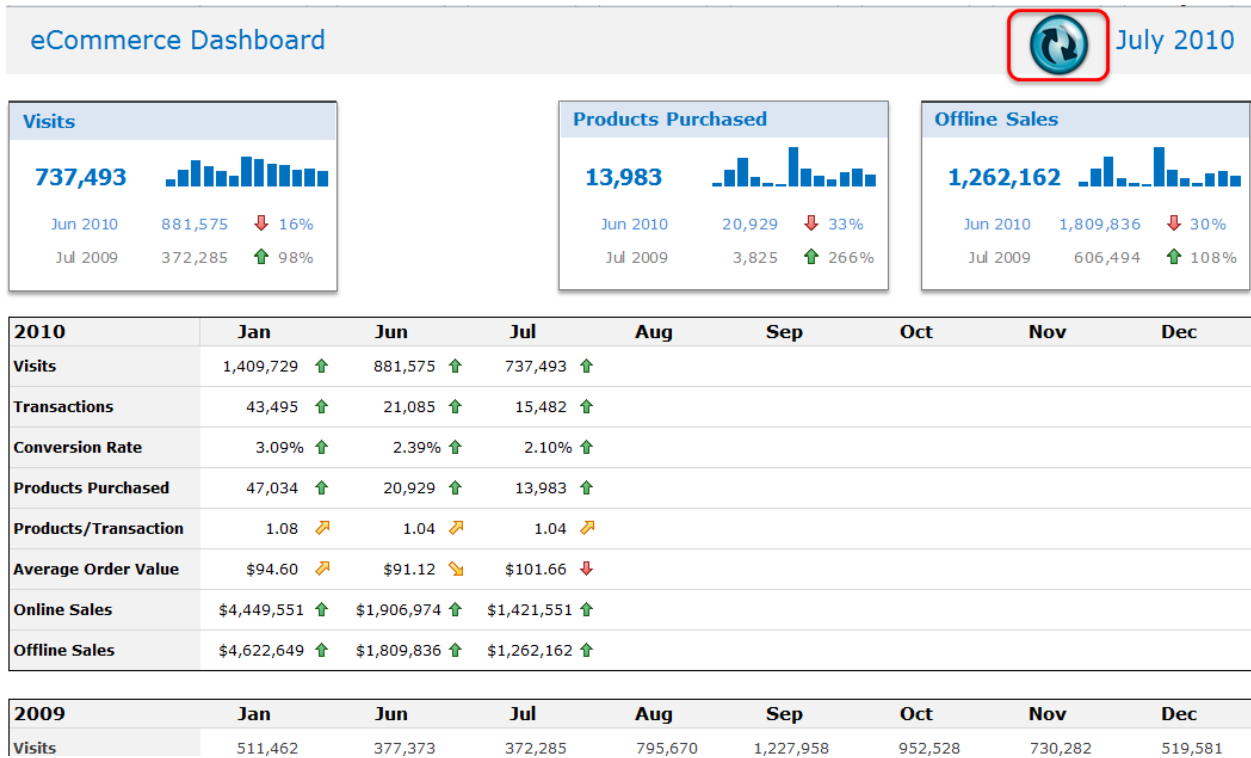 eCommerce Dashboard July 2010
Visits Products Purchased Offline Sales
737,493 13,983 1,262,162
Jun 2010 881,575 16% Jun 2010 20,929 33% Jun 2010 1,809,836 30%
Jul 2009 372,285 98% Jul 2009 3,825 266% Jul 2009 606,494 108%
2010 Jan Jun Jul Aug Sep Oct Nov Dec
Visits 1,409,729 881,575 737,493
Transactions 43,495 21,085 15,482
Conversion Rate 3.09% 2.39% 2.10%
Products Purchased 47,034 20,929 13,983
Products/Transaction 1.08 1.04 1.04
Average Order Value $94.60 $91.12 $101.66
Online Sales $4,449,551 $1,906,974 $1,421,551
Offline Sales $4,622,649 $1,809,836 $1,262,162
2009 Jan Jun Jul Aug Sep Oct Nov Dec
Visits 511,462 377,373 372,285 795,670 1,227,958 952,528 730,282 519,581